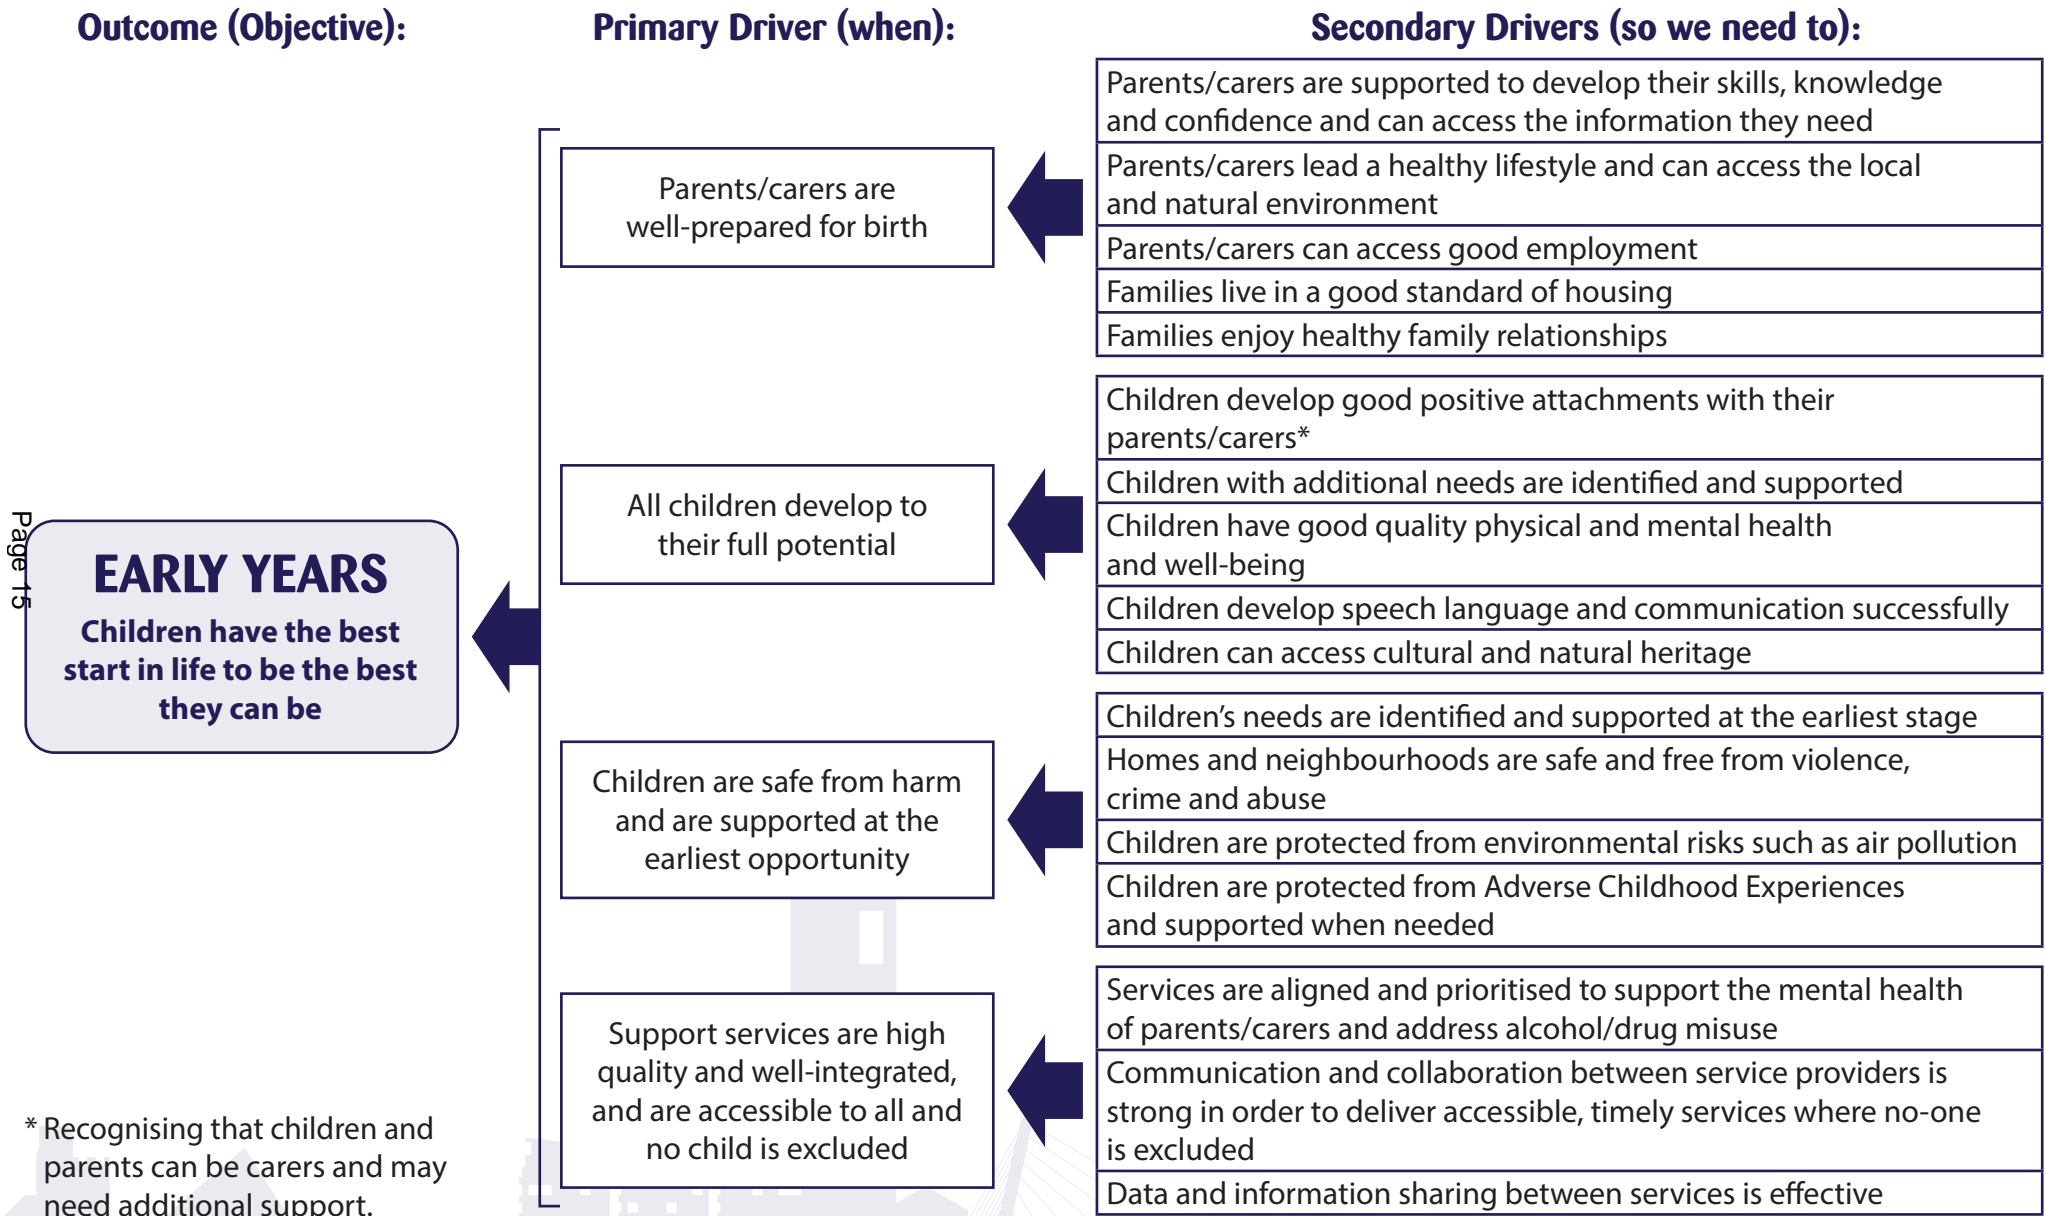 Outcome (Objective):
Primary Driver (when):
Secondary Drivers (so we need to):
Page 15
EARLY YEARS
Children have the best
start in life to be the best
they can be
Parents/carers are
well-prepared for birth
Parents/carers are supported to develop their skills, knowledge
and confidence and can access the information they need
Parents/carers lead a healthy lifestyle and can access the local
and natural environment
Parents/carers can access good employment
Families live in a good standard of housing
Families enjoy healthy family relationships
All children develop to
their full potential
Children develop good positive attachments with their
parents/carers*
Children with additional needs are identified and supported
Children have good quality physical and mental health
and well-being
Children develop speech language and communication successfully
Children can access cultural and natural heritage
Children are safe from harm
and are supported at the
earliest opportunity
Children’s needs are identified and supported at the earliest stage
Homes and neighbourhoods are safe and free from violence,
crime and abuse
Children are protected from environmental risks such as air pollution
Children are protected from Adverse Childhood Experiences
and supported when needed
Support services are high
quality and well-integrated,
and are accessible to all and
no child is excluded
Services are aligned and prioritised to support the mental health
of parents/carers and address alcohol/drug misuse
Communication and collaboration between service providers is
strong in order to deliver accessible, timely services where no-one
is excluded
Data and information sharing between services is effective
* Recognising that children and
parents can be carers and may
need additional support.